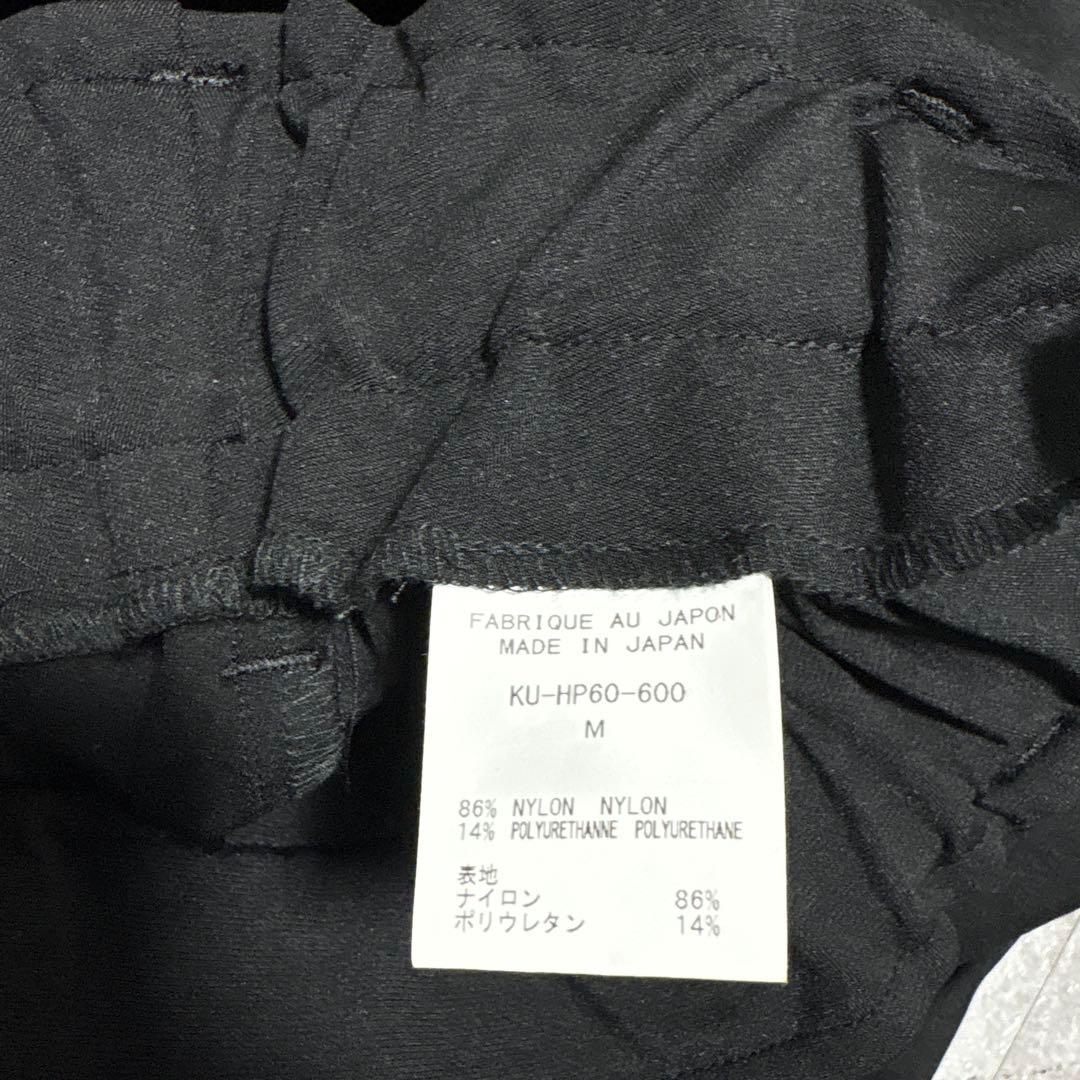 FABRIQUE AU JAPON
MADE IN JAPAN
KU-HP60-600
M
86% NYLON NYLON
14% POLYURETHANNE POLYURETHANE
表地
ナイロン 86%
ポリウレタン 14%